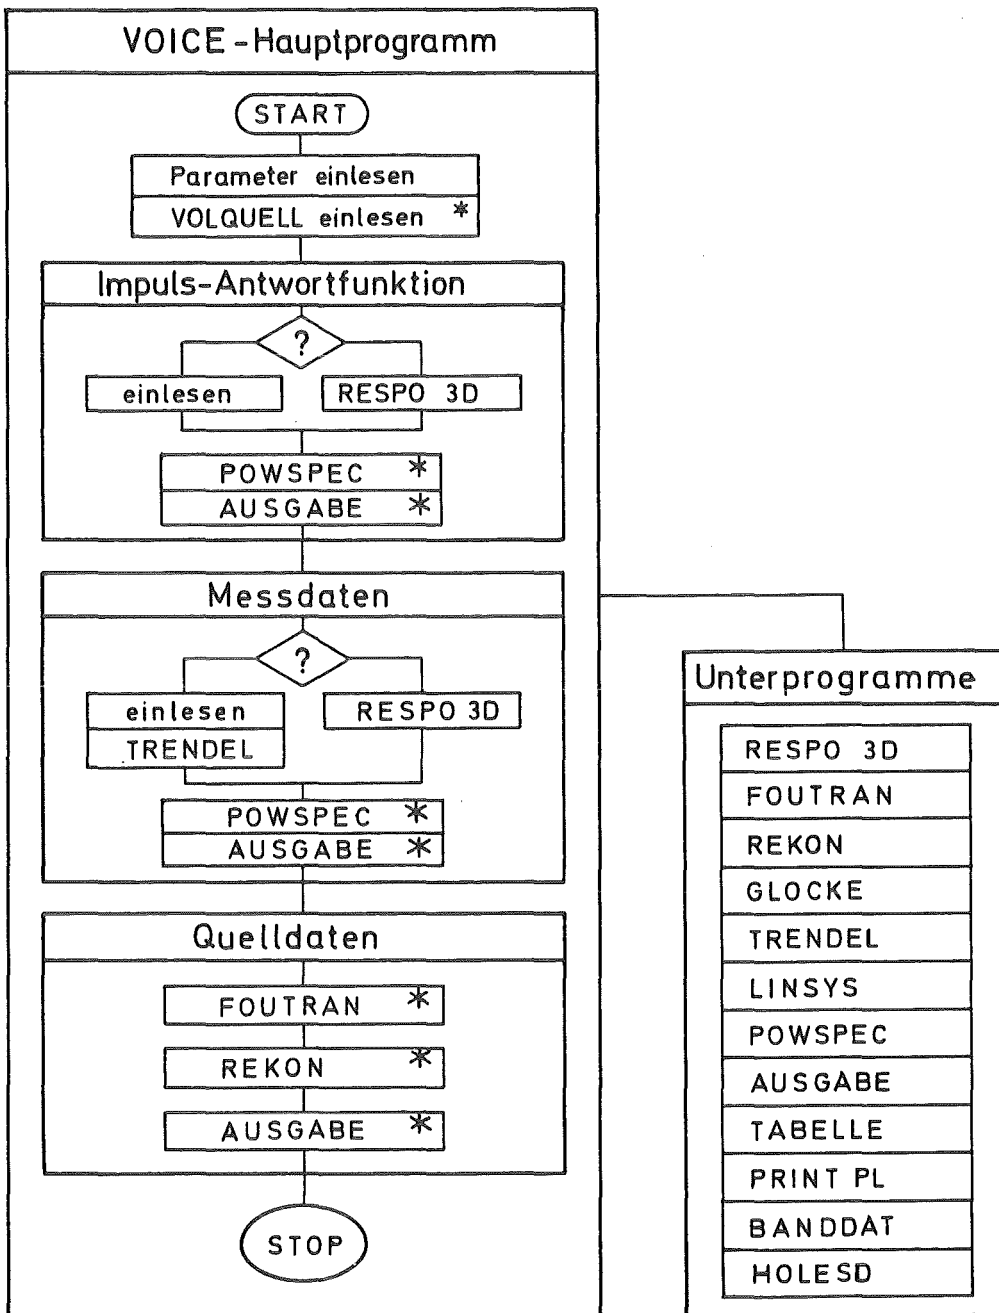 VOICE-Hauptprogramm
START
Parameter einlesen
VOLQUELL einlesen *
Impuls-Antwortfunktion
?
einlesen
RESPO 3D
POWSPEC *
AUSGABE *
Messdaten
?
einlesen
RESPO 3D
TRENDEL
POWSPEC *
AUSGABE *
Quelldaten
FOUTRAN *
REKON *
AUSGABE *
STOP
Unterprogramme
RESPO 3D
FOUTRAN
REKON
GLOCKE
TRENDEL
LINSYS
POWSPEC
AUSGABE
TABELLE
PRINT PL
BANDDAT
HOLESD